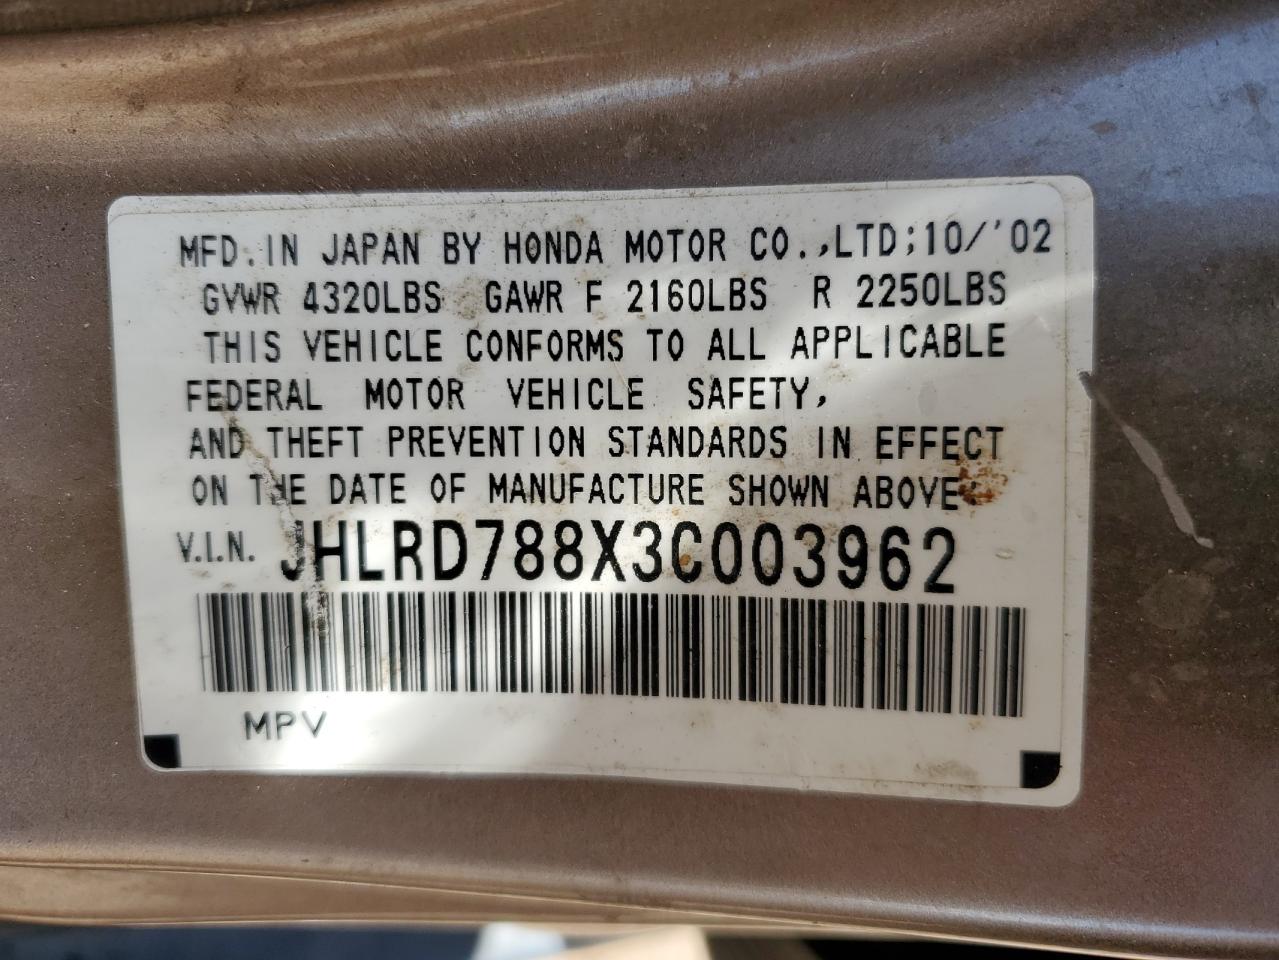 MFD. IN JAPAN BY HONDA MOTOR CO.,LTD;10/'02
GVWR 4320LBS GAWR F 2160LBS R 2250LBS
THIS VEHICLE CONFORMS TO ALL APPLICABLE
FEDERAL MOTOR VEHICLE SAFETY,
AND THEFT PREVENTION STANDARDS IN EFFECT
ON THE DATE OF MANUFACTURE SHOWN ABOVE.
V.I.N. JHLRD788X3C003962
MPV